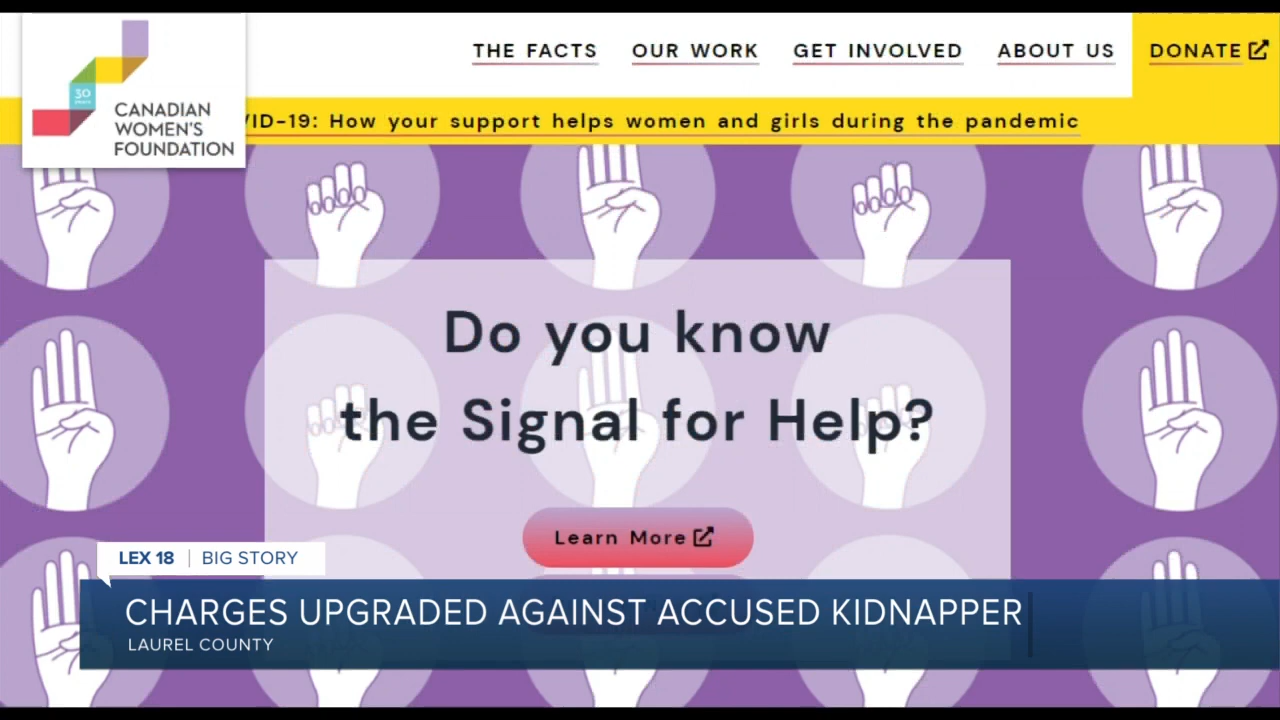 THE FACTS OUR WORK GET INVOLVED ABOUT US DONATE
30
CANADIAN
WOMEN'S
FOUNDATION
VID-19: How your support helps women and girls during the pandemic
Do you know
the Signal for Help?
Learn More
LEX 18 | BIG STORY
CHARGES UPGRADED AGAINST ACCUSED KIDNAPPER
LAUREL COUNTY